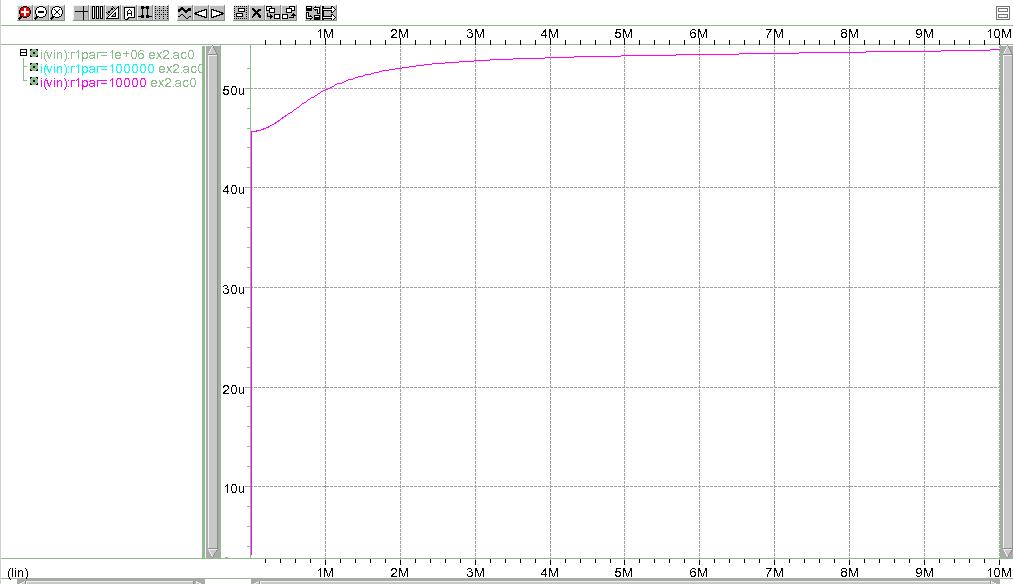 A
1M 2M 3M 4M 5M 6M 7M 8M 9M 10M
i(vin):r1par=1e+06 ex2.ac0
i(vin):r1par=100000 ex2.ac0
i(vin):r1par=10000 ex2.ac0
50u
40u
30u
20u
10u
(lin)
1M 2M 3M 4M 5M 6M 7M 8M 9M 10M